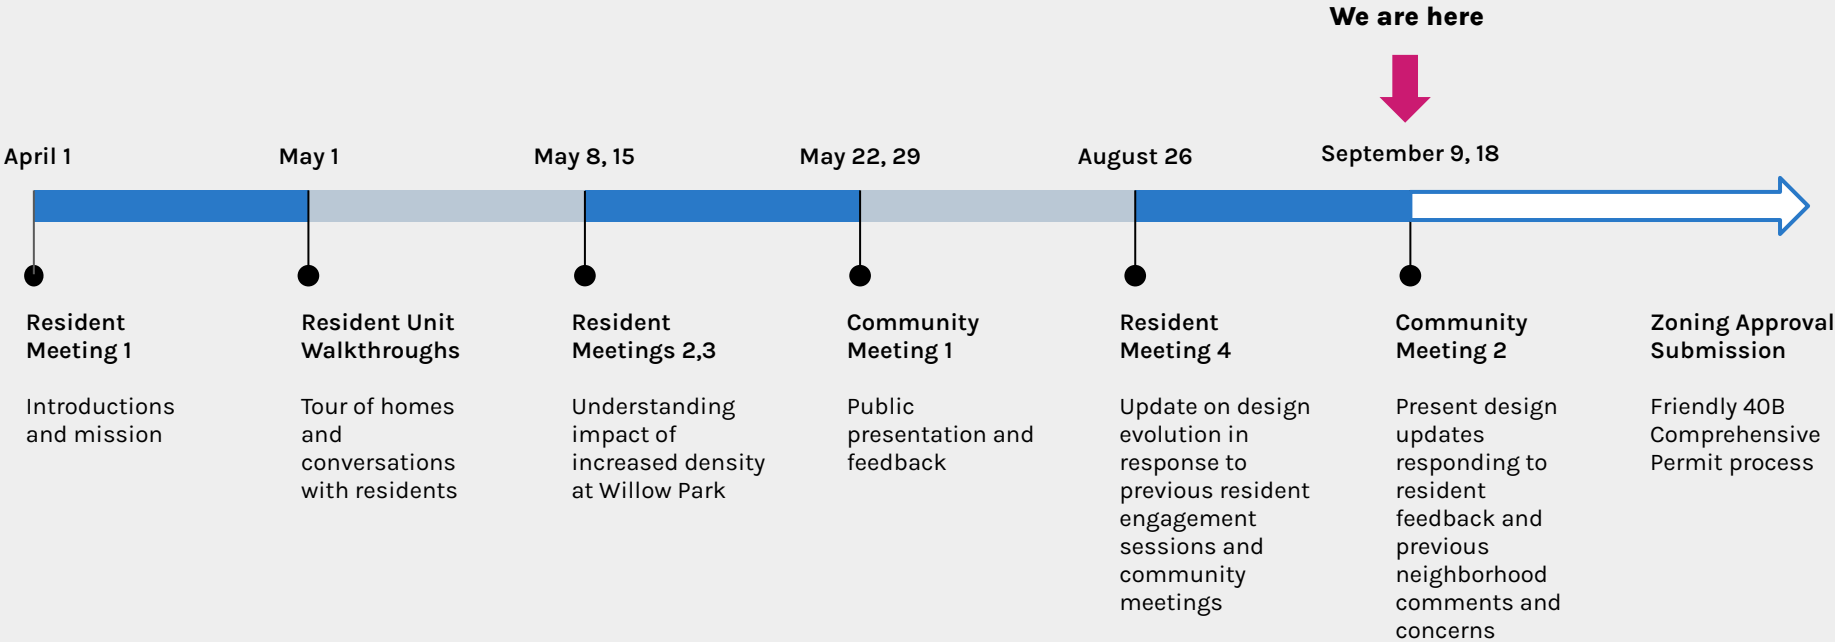 We are here
April 1
May 1
May 8, 15
May 22, 29
August 26
September 9, 18
Resident
Meeting 1
Introductions
and mission
Resident Unit
Walkthroughs
Tour of homes
and
conversations
with residents
Resident
Meetings 2,3
Understanding
impact of
increased density
at Willow Park
Community
Meeting 1
Public
presentation and
feedback
Resident
Meeting 4
Update on design
evolution in
response to
previous resident
engagement
sessions and
community
meetings
Community
Meeting 2
Present design
updates
responding to
resident
feedback and
previous
neighborhood
comments and
concerns
Zoning Approval
Submission
Friendly 40B
Comprehensive
Permit process